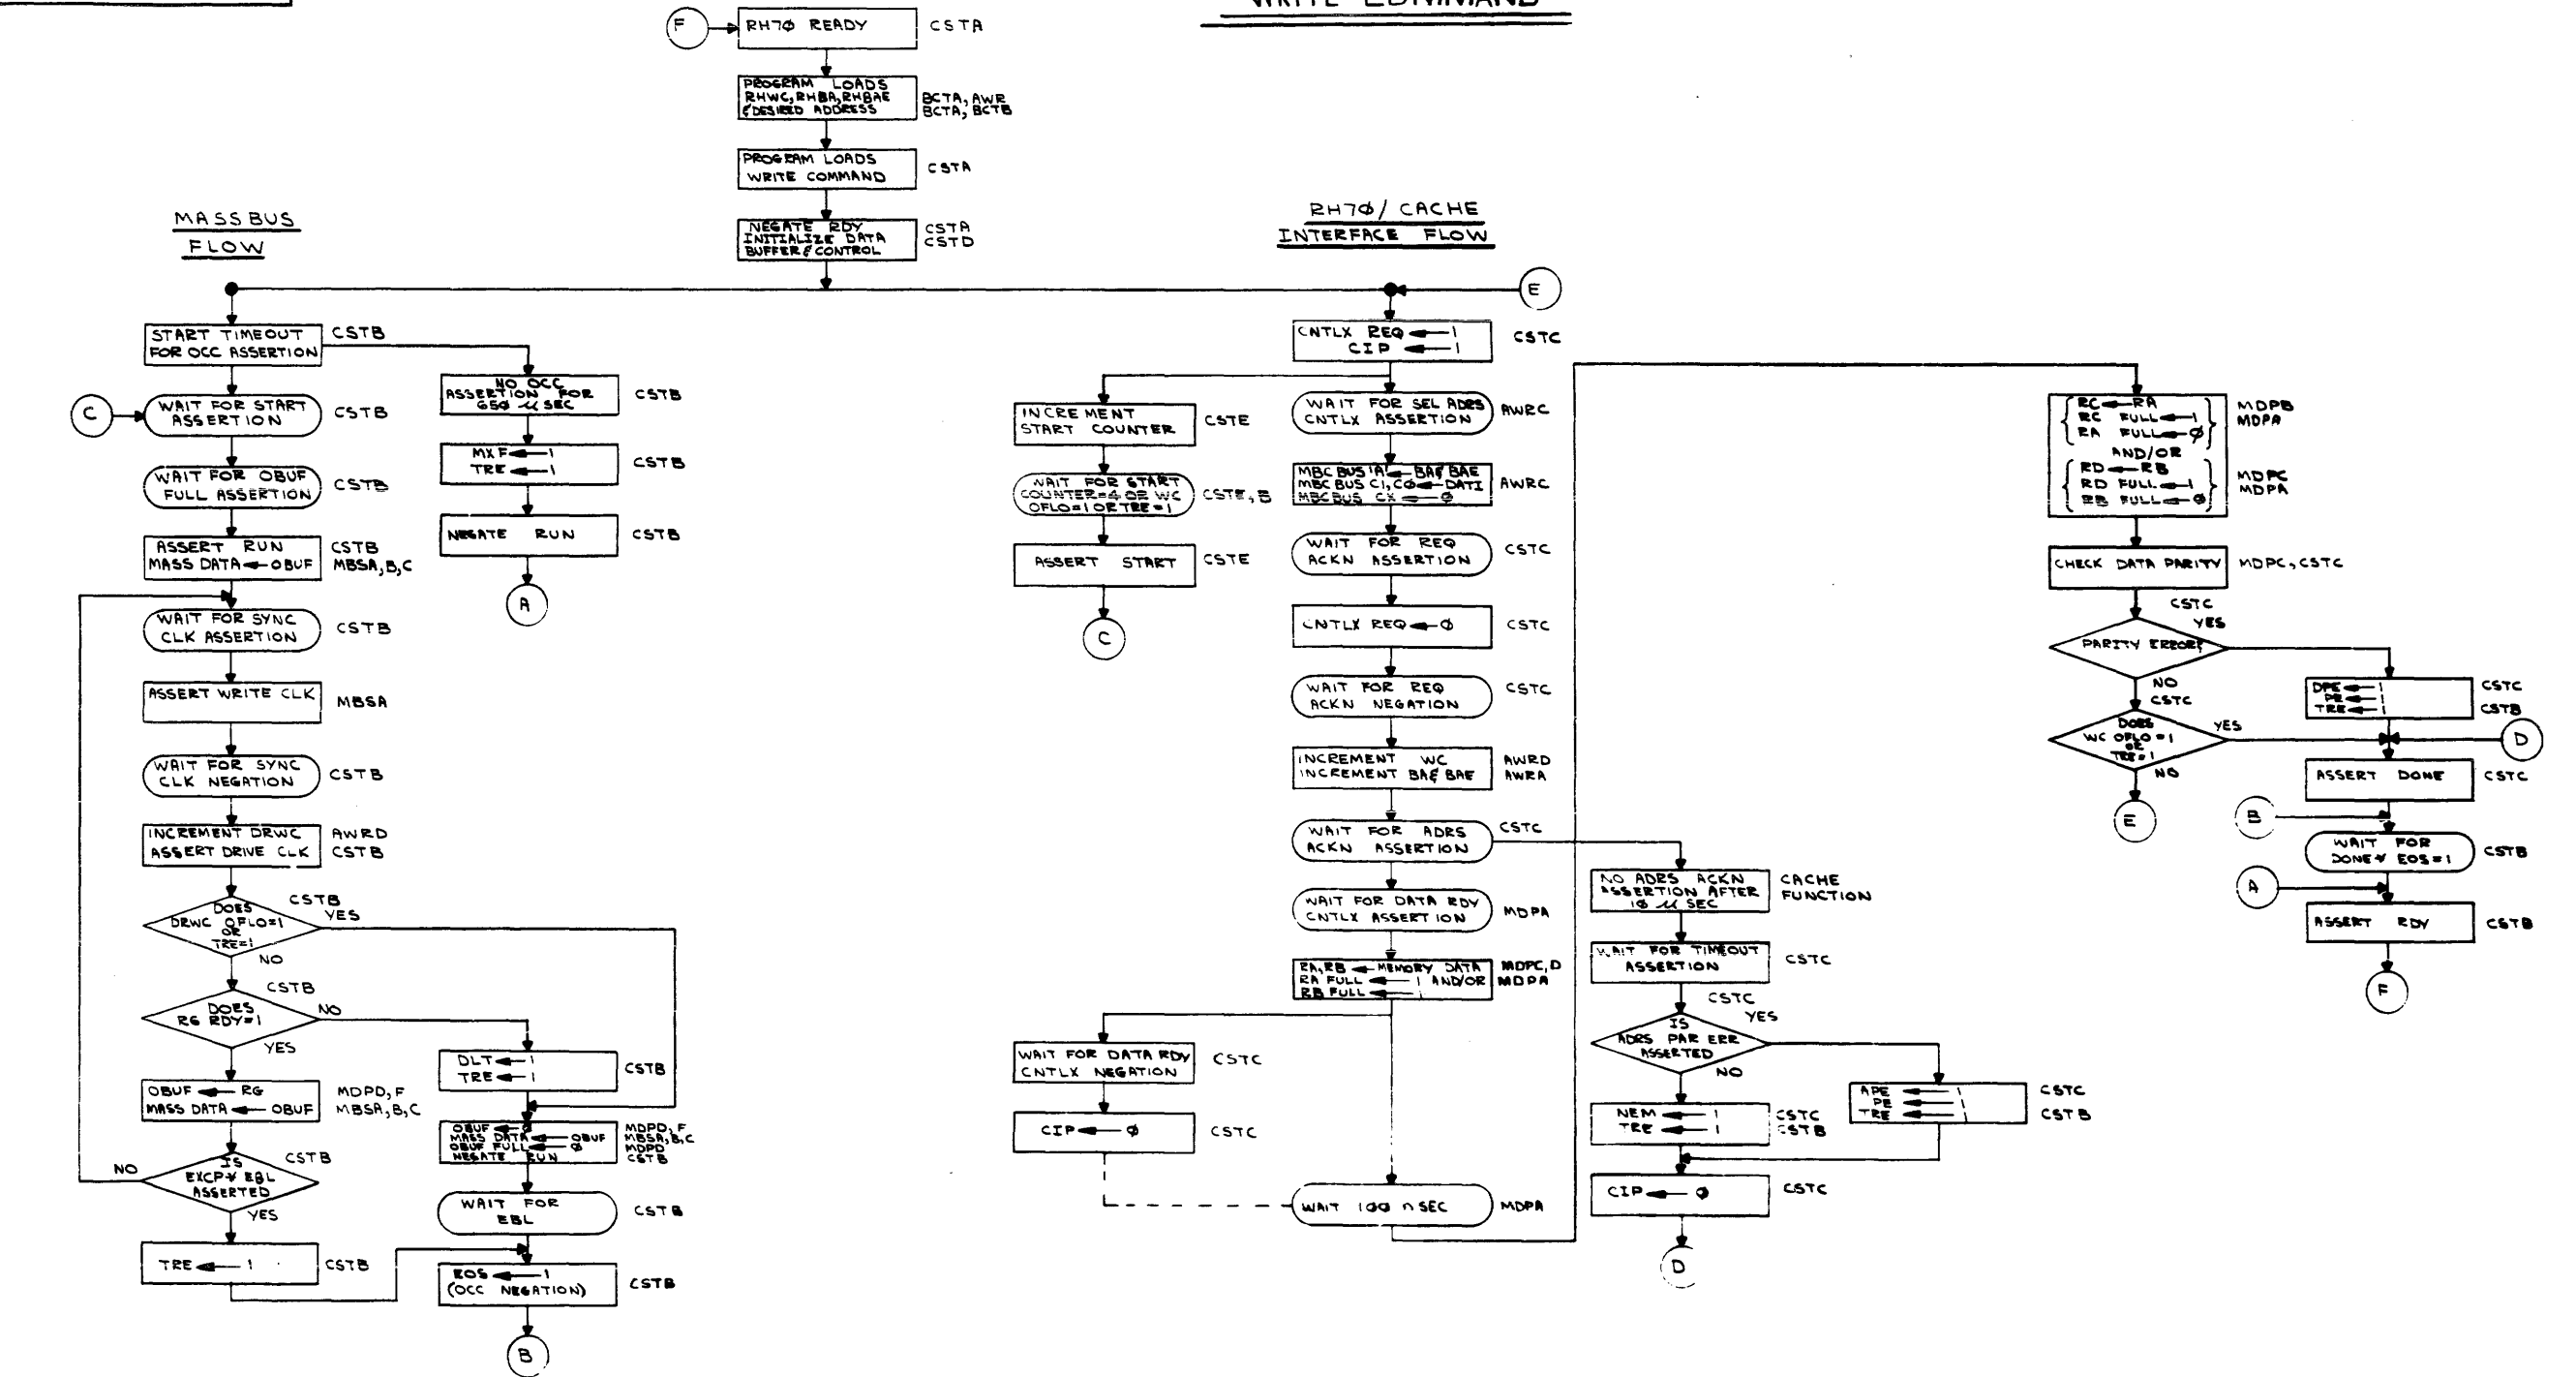 WRITE COMMAND
F
RH7Ø READY
CSTA
PROGRAM LOADS
RHWC, RHBA, RHBAE
& DESIRED ADDRESS
BCTA, AWR
BCTA, BCTB
PROGRAM LOADS
WRITE COMMAND
CSTA
NEGATE RDY
INITIALIZE DATA
BUFFER & CONTROL
CSTA
CSTD
MASSBUS
FLOW
START TIMEOUT
FOR OCC ASSERTION
CSTB
C
WAIT FOR START
ASSERTION
CSTB
WAIT FOR OBUF
FULL ASSERTION
CSTB
ASSERT RUN
MASS DATA ← OBUF
CSTB
MBSA, B, C
WAIT FOR SYNC
CLK ASSERTION
CSTB
ASSERT WRITE CLK
MBSA
WAIT FOR SYNC
CLK NEGATION
CSTB
INCREMENT DRWC
ASSERT DRIVE CLK
AWRD
CSTB
DOES
DRWC OFLO=1
OR
TRE=1
CSTB
YES
NO
DOES
RG RDY=1
CSTB
NO
YES
OBUF ← RG
MASS DATA ← OBUF
MDPD, F
MBSA, B, C
IS
EXCP ∨ EBL
ASSERTED
CSTB
NO
YES
TRE ← 1
CSTB
NO OCC
ASSERTION FOR
65Ø µ SEC
CSTB
MXF ← 1
TRE ← 1
CSTB
NEGATE RUN
CSTB
A
DLT ← 1
TRE ← 1
CSTB
OBUF ← Ø
MASS DATA ← OBUF
OBUF FULL ← Ø
NEGATE RUN
MDPD, F
MBSA, B, C
MDPD
CSTB
WAIT FOR
EBL
CSTB
EOS ← 1
(OCC NEGATION)
CSTB
B
RH7Ø / CACHE
INTERFACE FLOW
E
CNTLX REQ ← 1
CIP ← 1
CSTC
INCREMENT
START COUNTER
CSTE
WAIT FOR START
COUNTER=4 OR WC
OFLO=1 OR TRE=1
CSTE, B
ASSERT START
CSTE
C
WAIT FOR SEL ADRS
CNTLX ASSERTION
AWRC
MBC BUS 'A' ← BA & BAE
MBC BUS C1, CØ ← DATI
MBC BUS CX ← Ø
AWRC
WAIT FOR REQ
ACKN ASSERTION
CSTC
CNTLX REQ ← Ø
CSTC
WAIT FOR REQ
ACKN NEGATION
CSTC
INCREMENT WC
INCREMENT BA & BAE
AWRD
AWRA
WAIT FOR ADRS
ACKN ASSERTION
CSTC
WAIT FOR DATA RDY
CNTLX ASSERTION
MDPA
RA, RB ← MEMORY DATA
RA FULL ← 1 AND/OR
RB FULL ← 1
MDPC, D
MDPA
WAIT FOR DATA RDY
CNTLX NEGATION
CSTC
CIP ← Ø
CSTC
WAIT 1ØØ n SEC
MDPA
NO ADRS ACKN
ASSERTION AFTER
1Ø µ SEC
CACHE
FUNCTION
WAIT FOR TIMEOUT
ASSERTION
CSTC
IS
ADRS PAR ERR
ASSERTED
CSTC
YES
NO
NEM ← 1
TRE ← 1
CSTC
CSTB
APE ← 1
PE ← 1
TRE ← 1
CSTC
CSTB
CIP ← Ø
CSTC
D
RC ← RA
RC FULL ← 1
RA FULL ← Ø
AND/OR
RD ← RB
RD FULL ← 1
RB FULL ← Ø
MDPB
MDPA
MDPC
MDPA
CHECK DATA PARITY
MDPC, CSTC
CSTC
PARITY ERROR?
YES
NO
CSTC
DOES
WC OFLO=1
OR
TRE=1
YES
NO
E
DPE ← 1
PE ← 1
TRE ← 1
CSTC
CSTB
D
ASSERT DONE
CSTC
B
WAIT FOR
DONE ∨ EOS=1
CSTB
A
ASSERT RDY
CSTB
F